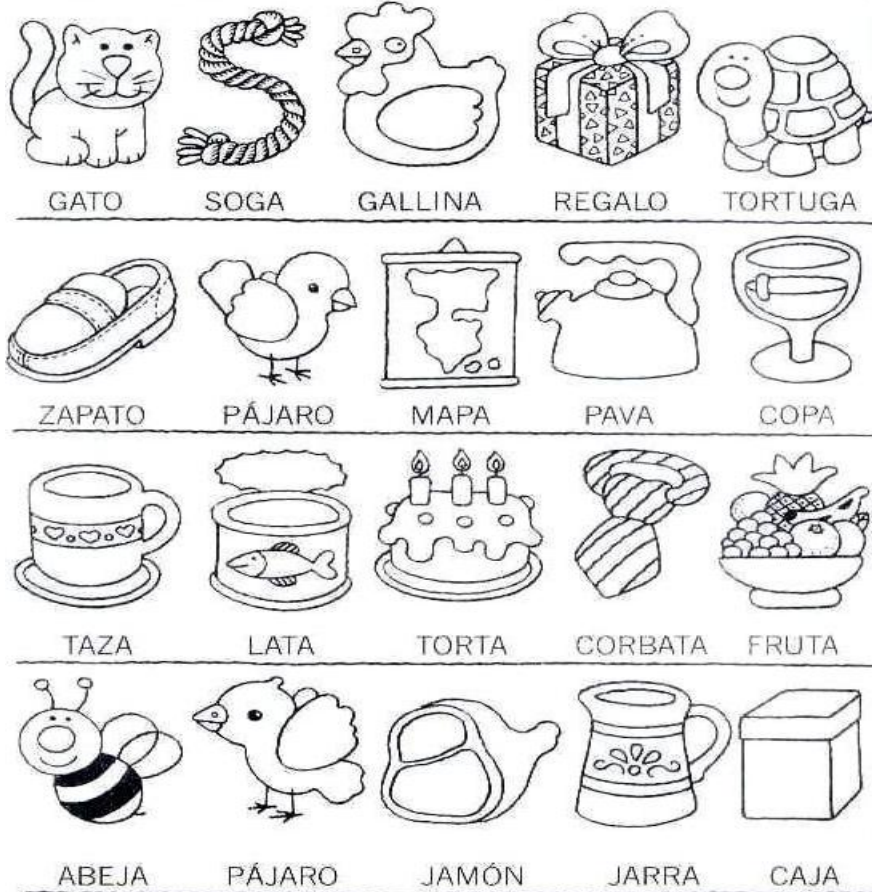 GATO SOGA GALLINA REGALO TORTUGA
ZAPATO PÁJARO MAPA PAVA COPA
TAZA LATA TORTA CORBATA FRUTA
ABEJA PÁJARO JAMÓN JARRA CAJA